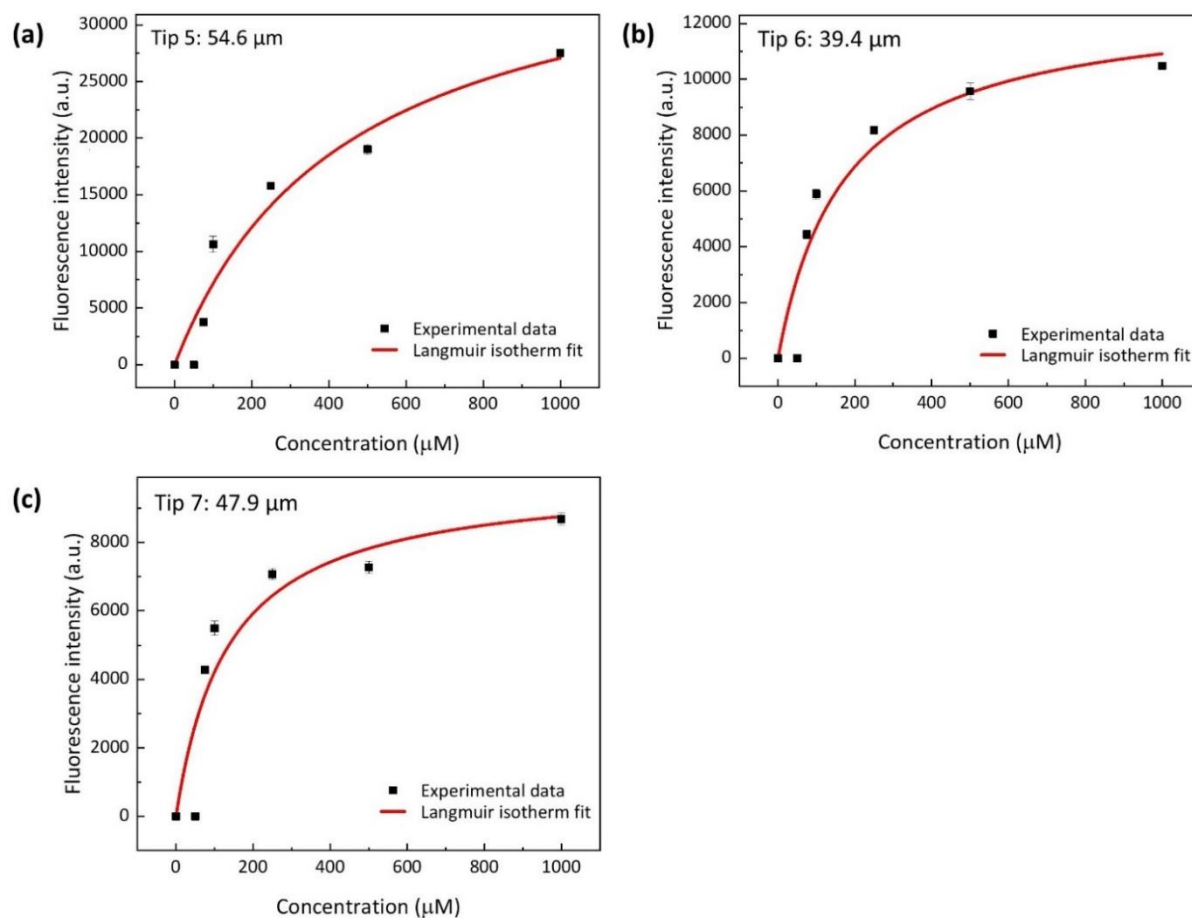 (a)
Tip 5: 54.6 µm
Fluorescence intensity (a.u.)
30000
25000
20000
15000
10000
5000
0
Experimental data
Langmuir isotherm fit
0 200 400 600 800 1000
Concentration (µM)
(b)
Tip 6: 39.4 µm
Fluorescence intensity (a.u.)
12000
10000
8000
6000
4000
2000
0
Experimental data
Langmuir isotherm fit
0 200 400 600 800 1000
Concentration (µM)
(c)
Tip 7: 47.9 µm
Fluorescence intensity (a.u.)
8000
6000
4000
2000
0
Experimental data
Langmuir isotherm fit
0 200 400 600 800 1000
Concentration (µM)